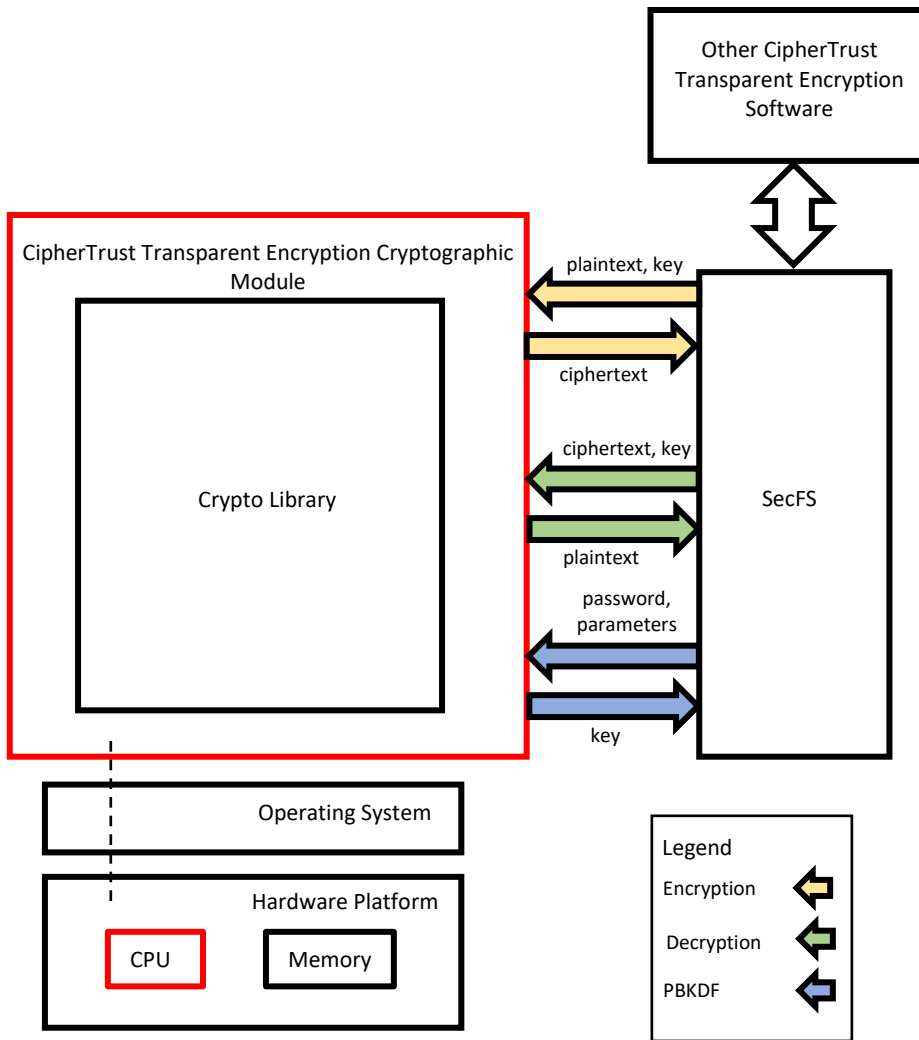 Other CipherTrust
Transparent Encryption
Software
CipherTrust Transparent Encryption Cryptographic
Module
plaintext, key
ciphertext
ciphertext, key
Crypto Library
SecFS
plaintext
password,
parameters
key
Operating System
Hardware Platform
CPU
Memory
Legend
Encryption
Decryption
PBKDF